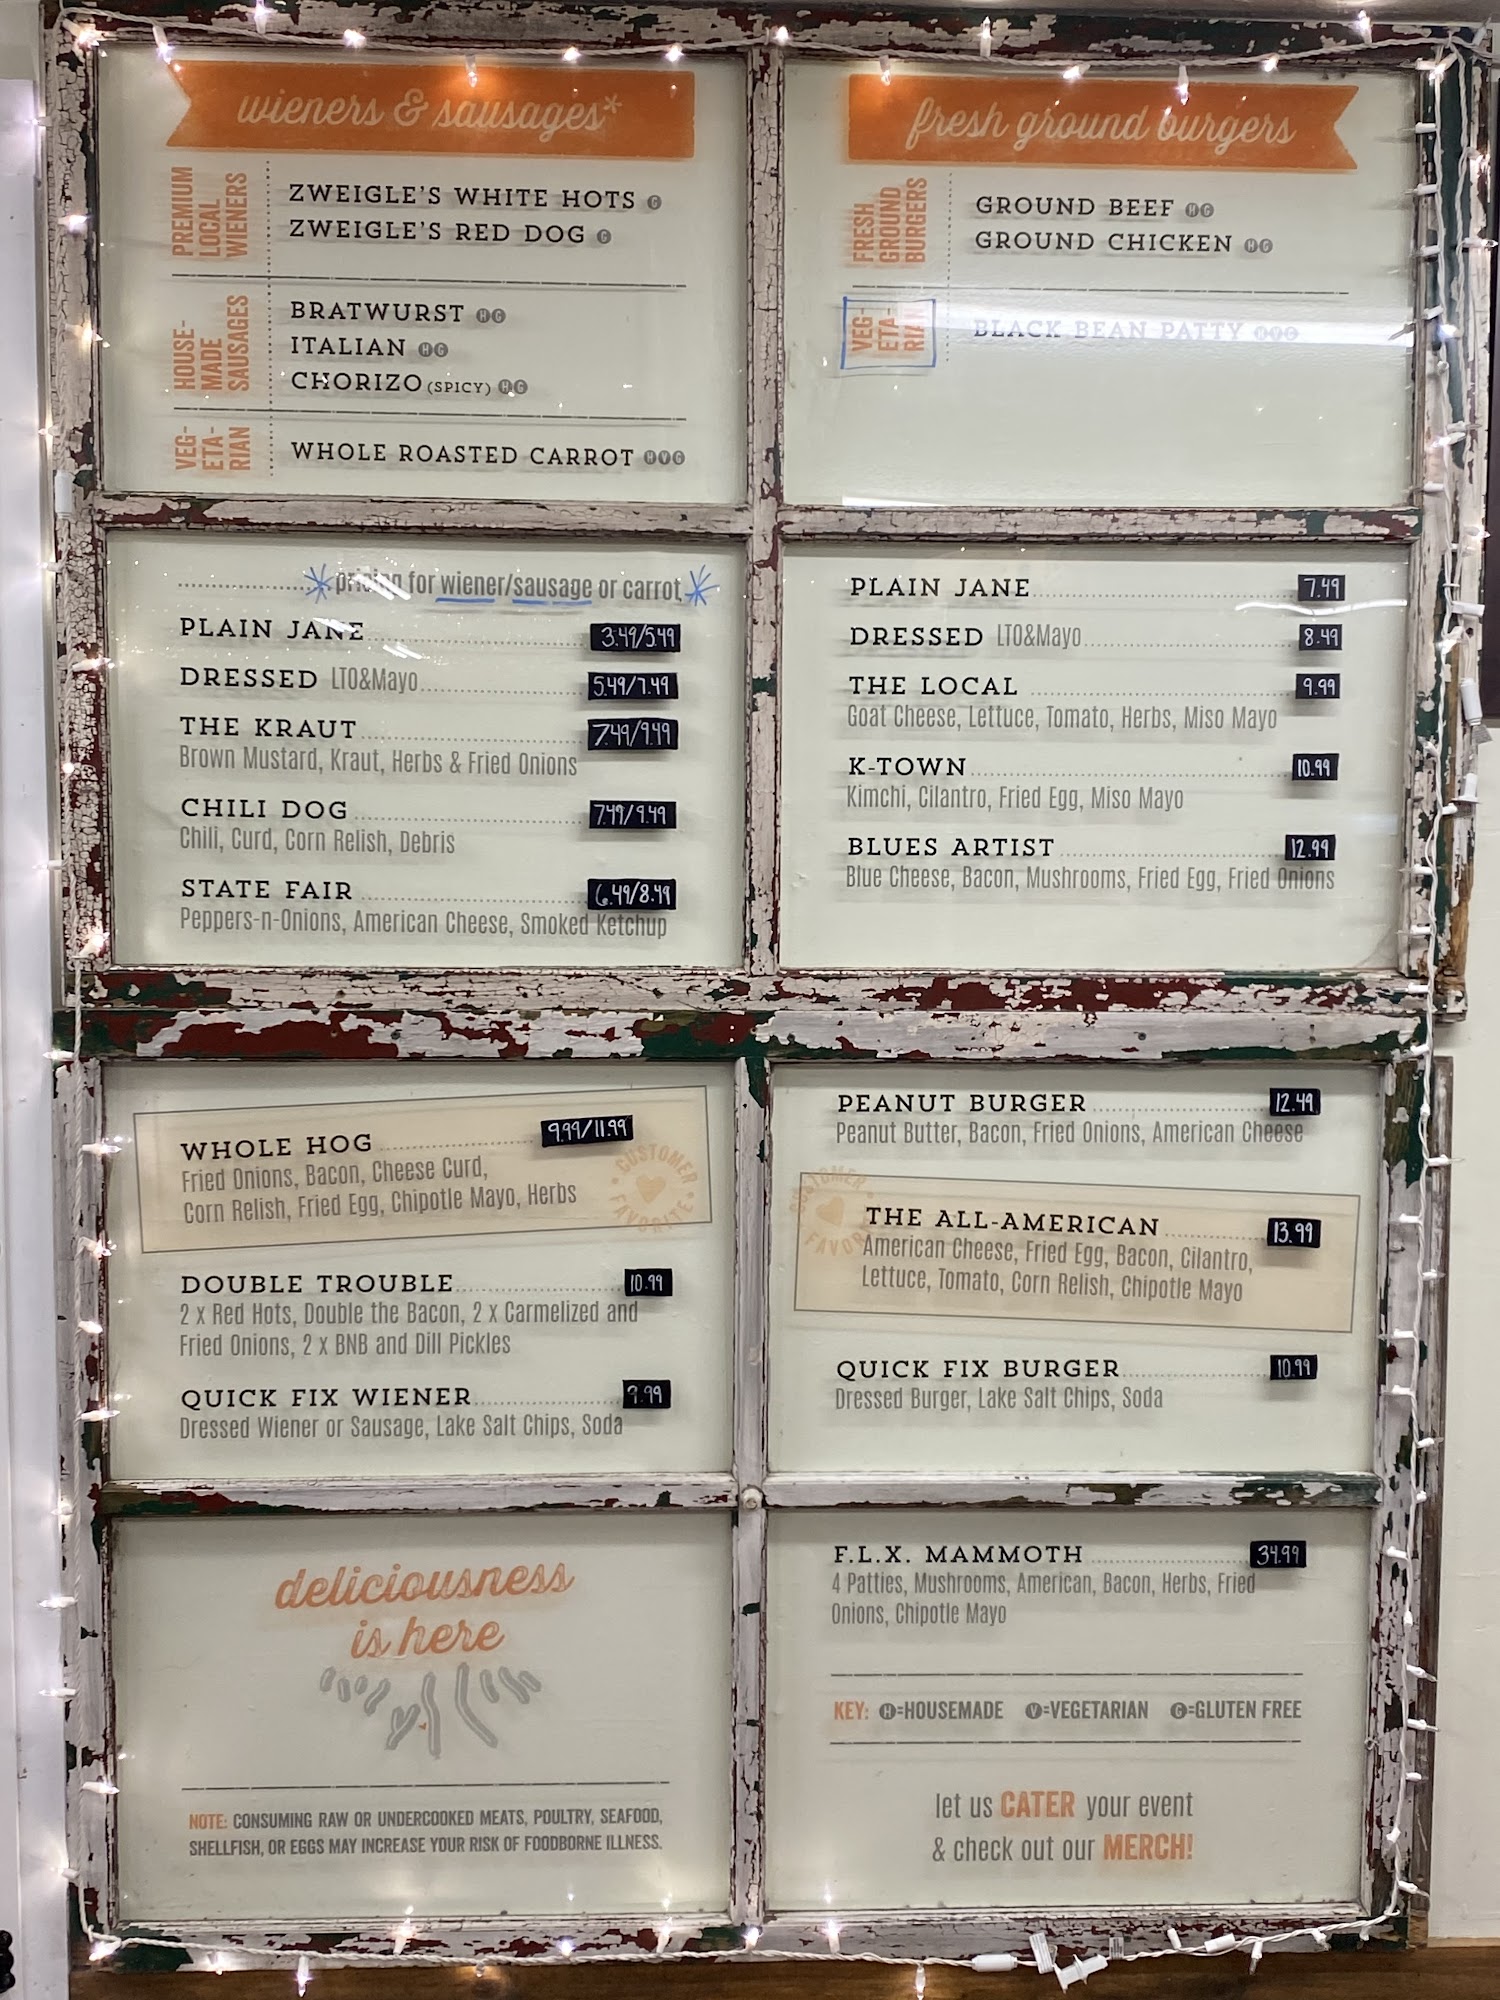 wieners & sausages*
PREMIUM
LOCAL
WIENERS
ZWEIGLE'S WHITE HOTS G
ZWEIGLE'S RED DOG G
HOUSE-
MADE
SAUSAGES
BRATWURST HG
ITALIAN HG
CHORIZO (SPICY) HG
VEG-
ETA-
RIAN
WHOLE ROASTED CARROT HVG
fresh ground burgers
FRESH
GROUND
BURGERS
GROUND BEEF HG
GROUND CHICKEN HG
VEG-
ETA-
RIAN
BLACK BEAN PATTY HVG
*pricing for wiener/sausage or carrot*
PLAIN JANE 3.49/5.49
DRESSED LTO&Mayo 5.49/7.49
THE KRAUT 7.49/9.49
Brown Mustard, Kraut, Herbs & Fried Onions
CHILI DOG 7.49/9.49
Chili, Curd, Corn Relish, Debris
STATE FAIR 6.49/8.49
Peppers-n-Onions, American Cheese, Smoked Ketchup
PLAIN JANE 7.49
DRESSED LTO&Mayo 8.49
THE LOCAL 9.99
Goat Cheese, Lettuce, Tomato, Herbs, Miso Mayo
K-TOWN 10.99
Kimchi, Cilantro, Fried Egg, Miso Mayo
BLUES ARTIST 12.99
Blue Cheese, Bacon, Mushrooms, Fried Egg, Fried Onions
WHOLE HOG 9.99/11.99
Fried Onions, Bacon, Cheese Curd,
Corn Relish, Fried Egg, Chipotle Mayo, Herbs
CUSTOMER FAVORITE
DOUBLE TROUBLE 10.99
2 x Red Hots, Double the Bacon, 2 x Carmelized and
Fried Onions, 2 x BNB and Dill Pickles
QUICK FIX WIENER 9.99
Dressed Wiener or Sausage, Lake Salt Chips, Soda
PEANUT BURGER 12.49
Peanut Butter, Bacon, Fried Onions, American Cheese
CUSTOMER FAVOR
THE ALL-AMERICAN 13.99
American Cheese, Fried Egg, Bacon, Cilantro,
Lettuce, Tomato, Corn Relish, Chipotle Mayo
QUICK FIX BURGER 10.99
Dressed Burger, Lake Salt Chips, Soda
deliciousness
is here
NOTE: CONSUMING RAW OR UNDERCOOKED MEATS, POULTRY, SEAFOOD,
SHELLFISH, OR EGGS MAY INCREASE YOUR RISK OF FOODBORNE ILLNESS.
F.L.X. MAMMOTH 34.99
4 Patties, Mushrooms, American, Bacon, Herbs, Fried
Onions, Chipotle Mayo
KEY: H=HOUSEMADE V=VEGETARIAN G=GLUTEN FREE
let us CATER your event
& check out our MERCH!